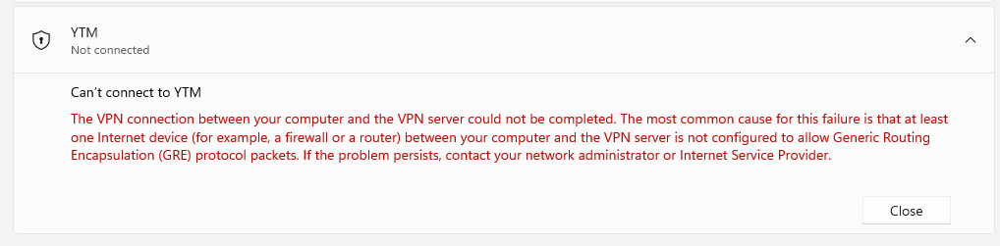 YTM
Not connected
Can't connect to YTM
The VPN connection between your computer and the VPN server could not be completed. The most common cause for this failure is that at least
one Internet device (for example, a firewall or a router) between your computer and the VPN server is not configured to allow Generic Routing
Encapsulation (GRE) protocol packets. If the problem persists, contact your network administrator or Internet Service Provider.
Close